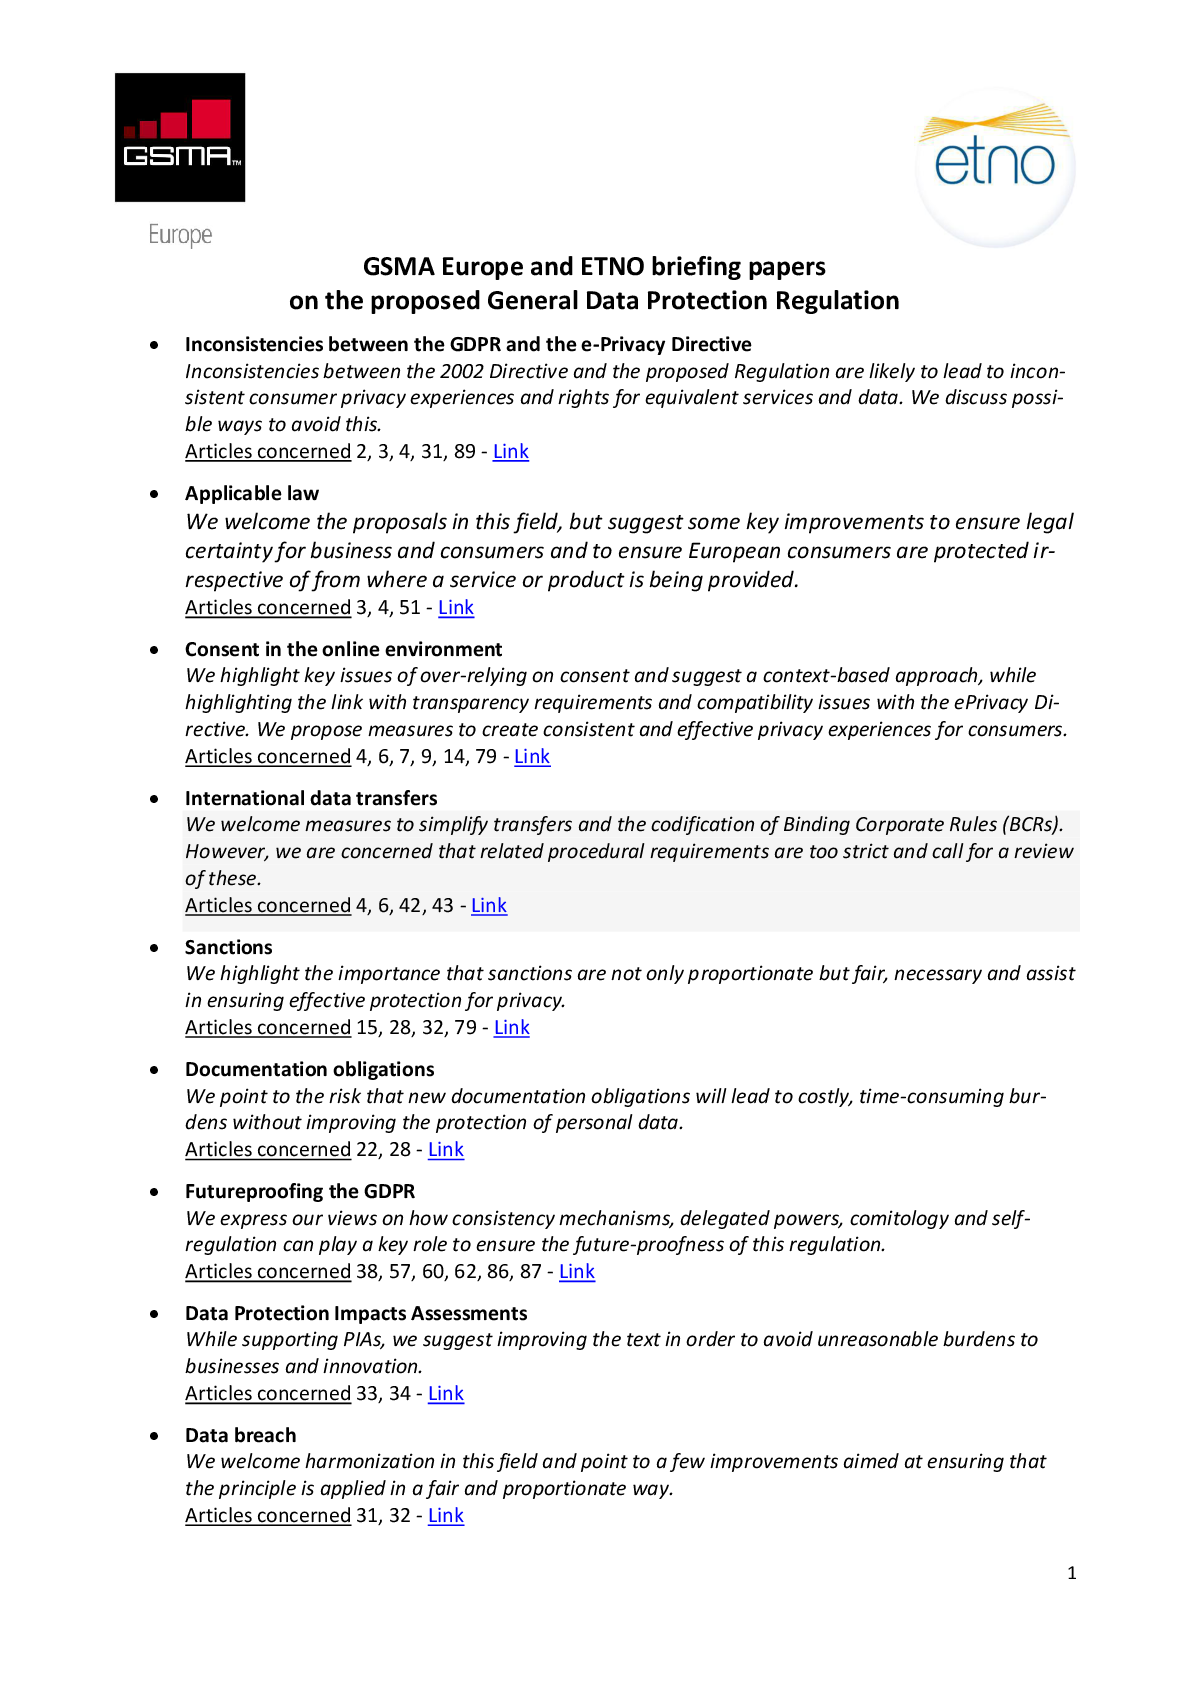 GSMA™
Europe
etno
GSMA Europe and ETNO briefing papers
on the proposed General Data Protection Regulation
• Inconsistencies between the GDPR and the e-Privacy Directive
Inconsistencies between the 2002 Directive and the proposed Regulation are likely to lead to incon-
sistent consumer privacy experiences and rights for equivalent services and data. We discuss possi-
ble ways to avoid this.
Articles concerned 2, 3, 4, 31, 89 - Link
• Applicable law
We welcome the proposals in this field, but suggest some key improvements to ensure legal
certainty for business and consumers and to ensure European consumers are protected ir-
respective of from where a service or product is being provided.
Articles concerned 3, 4, 51 - Link
• Consent in the online environment
We highlight key issues of over-relying on consent and suggest a context-based approach, while
highlighting the link with transparency requirements and compatibility issues with the ePrivacy Di-
rective. We propose measures to create consistent and effective privacy experiences for consumers.
Articles concerned 4, 6, 7, 9, 14, 79 - Link
• International data transfers
We welcome measures to simplify transfers and the codification of Binding Corporate Rules (BCRs).
However, we are concerned that related procedural requirements are too strict and call for a review
of these.
Articles concerned 4, 6, 42, 43 - Link
• Sanctions
We highlight the importance that sanctions are not only proportionate but fair, necessary and assist
in ensuring effective protection for privacy.
Articles concerned 15, 28, 32, 79 - Link
• Documentation obligations
We point to the risk that new documentation obligations will lead to costly, time-consuming bur-
dens without improving the protection of personal data.
Articles concerned 22, 28 - Link
• Futureproofing the GDPR
We express our views on how consistency mechanisms, delegated powers, comitology and self-
regulation can play a key role to ensure the future-proofness of this regulation.
Articles concerned 38, 57, 60, 62, 86, 87 - Link
• Data Protection Impacts Assessments
While supporting PIAs, we suggest improving the text in order to avoid unreasonable burdens to
businesses and innovation.
Articles concerned 33, 34 - Link
• Data breach
We welcome harmonization in this field and point to a few improvements aimed at ensuring that
the principle is applied in a fair and proportionate way.
Articles concerned 31, 32 - Link
1